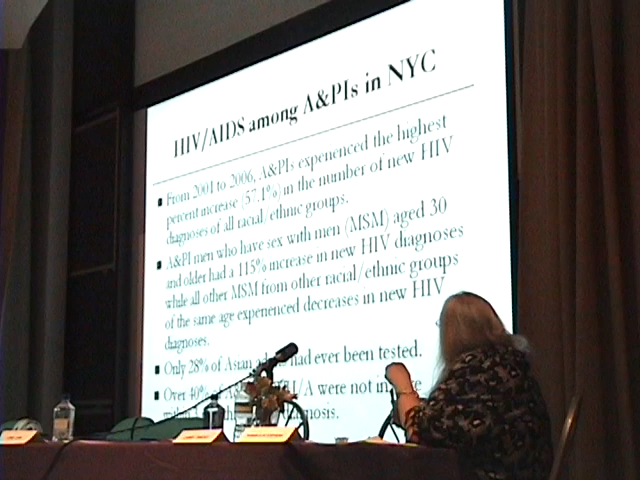 HIV/AIDS among A&PIs in NYC
From 2001 to 2006, A&PIs experienced the highest
percent increase (57.1%) in the number of new HIV
diagnoses of all racial/ethnic groups.
A&PI men who have sex with men (MSM) aged 30
and older had a 115% increase in new HIV diagnoses
while all other MSM from other racial/ethnic groups
of the same age experienced decreases in new HIV
diagnoses.
Only 28% of Asian had ever been tested.
Over 40% of were not in